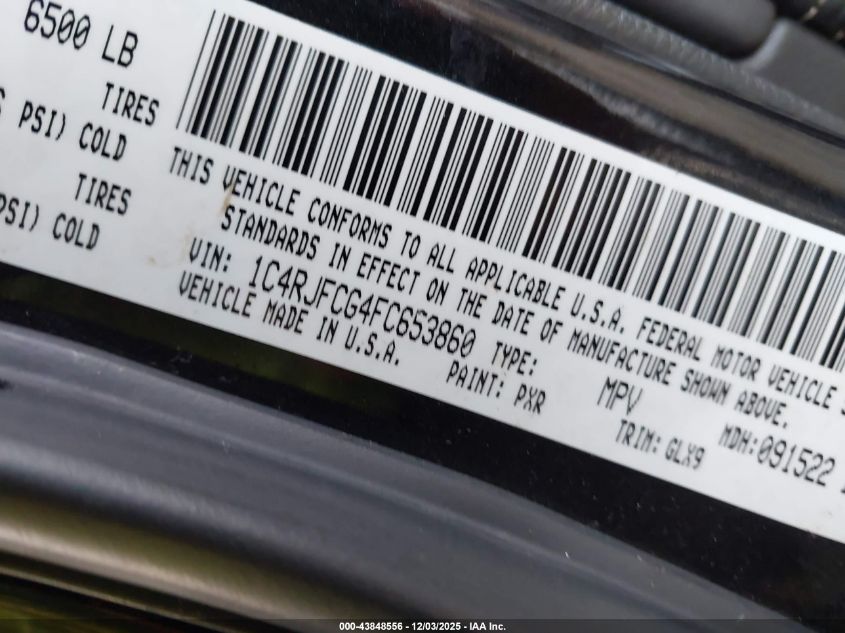 6500 LB
TIRES
PSI) COLD
TIRES
PSI) COLD
THIS VEHICLE CONFORMS TO ALL APPLICABLE U.S.A. FEDERAL MOTOR VEHICLE
STANDARDS IN EFFECT ON THE DATE OF MANUFACTURE SHOWN ABOVE.
VIN: 1C4RJFCG4FC653860 TYPE: MPV MDH:091522
VEHICLE MADE IN U.S.A. PAINT: PXR TRIM: GLX9
000-43848556 - 12/03/2025 - IAA Inc.